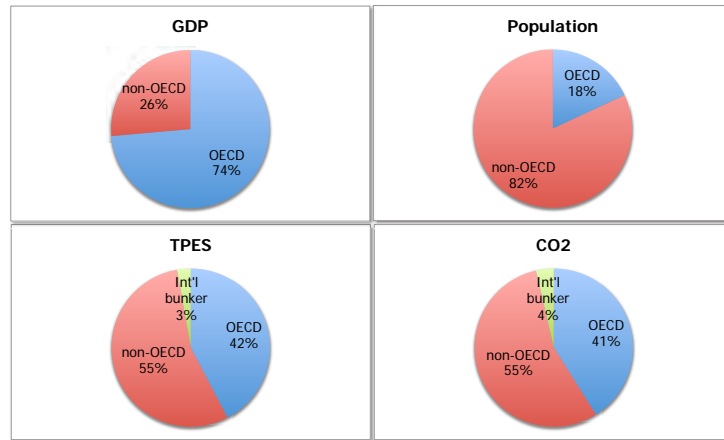 GDP
non-OECD
26%
OECD
74%
Population
OECD
18%
non-OECD
82%
TPES
Int'l
bunker
3%
OECD
42%
non-OECD
55%
CO2
Int'l
bunker
4%
OECD
41%
non-OECD
55%